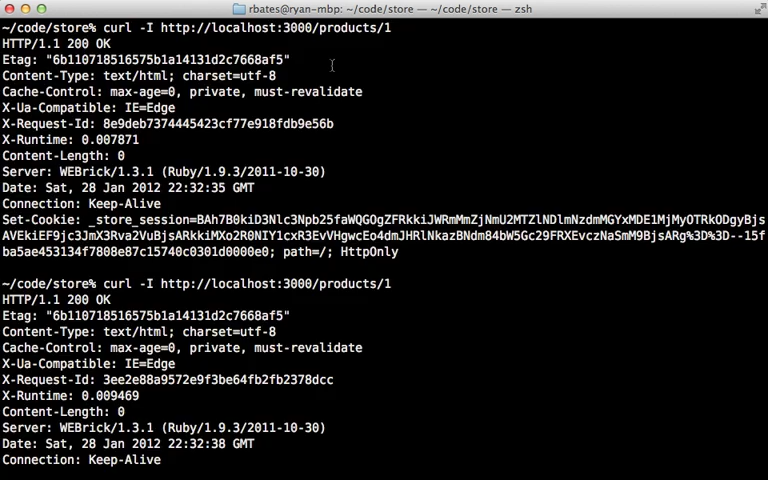 rbates@ryan-mbp: ~/code/store — ~/code/store — zsh
~/code/store% curl -I http://localhost:3000/products/1
HTTP/1.1 200 OK
Etag: "6b110718516575b1a14131d2c7668af5"
Content-Type: text/html; charset=utf-8
Cache-Control: max-age=0, private, must-revalidate
X-Ua-Compatible: IE=Edge
X-Request-Id: 8e9deb7374445423cf77e918fdb9e56b
X-Runtime: 0.007871
Content-Length: 0
Server: WEBrick/1.3.1 (Ruby/1.9.3/2011-10-30)
Date: Sat, 28 Jan 2012 22:32:35 GMT
Connection: Keep-Alive
Set-Cookie: _store_session=BAh7B0kiD3Nlc3Npb25faWQGOgZFRkkiJWRmMmZjNmU2MTZlNDlmNzdmMGYxMDE1MjMyOTRkODgyBjs
AVEkiEF9jc3JmX3Rva2VuBjsARkkiMXo2R0NIY1cxR3EvVHgwcEo4dmJHRlNkazBNdm84bW5Gc29FRXEvczNaSmM9BjsARg%3D%3D--15f
ba5ae453134f7808e87c15740c0301d0000e0; path=/; HttpOnly
~/code/store% curl -I http://localhost:3000/products/1
HTTP/1.1 200 OK
Etag: "6b110718516575b1a14131d2c7668af5"
Content-Type: text/html; charset=utf-8
Cache-Control: max-age=0, private, must-revalidate
X-Ua-Compatible: IE=Edge
X-Request-Id: 3ee2e88a9572e9f3be64fb2fb2378dcc
X-Runtime: 0.009469
Content-Length: 0
Server: WEBrick/1.3.1 (Ruby/1.9.3/2011-10-30)
Date: Sat, 28 Jan 2012 22:32:38 GMT
Connection: Keep-Alive